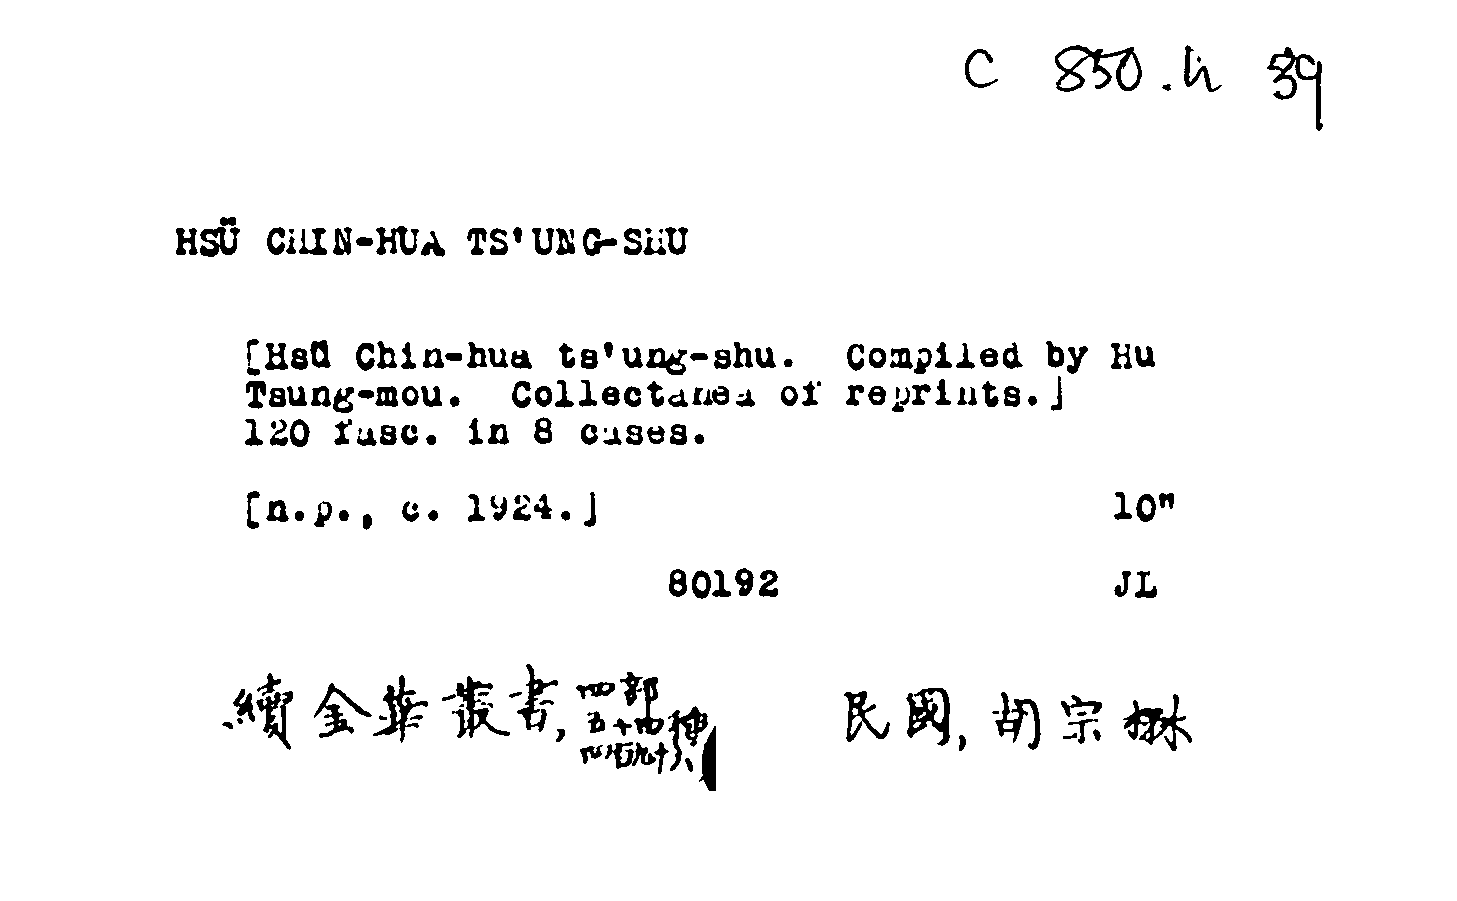 C 850.h 39
HSÜ CHIN-HUA TS'UNG-SHU
[Hsü Chin-hua ts'ung-shu. Compiled by Hu
Tsung-mou. Collectanea of reprints.]
120 fasc. in 8 cases.
[n.p., c. 1924.] 10"
80192 JL
續金華叢書, 四部 民國, 胡宗楙
五十四種